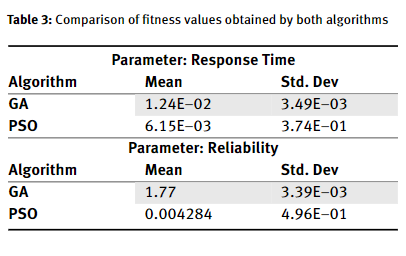 Table 3: Comparison of fitness values obtained by both algorithms
Parameter: Response Time
Algorithm Mean Std. Dev
GA 1.24E–02 3.49E–03
PSO 6.15E–03 3.74E–01
Parameter: Reliability
Algorithm Mean Std. Dev
GA 1.77 3.39E–03
PSO 0.004284 4.96E–01